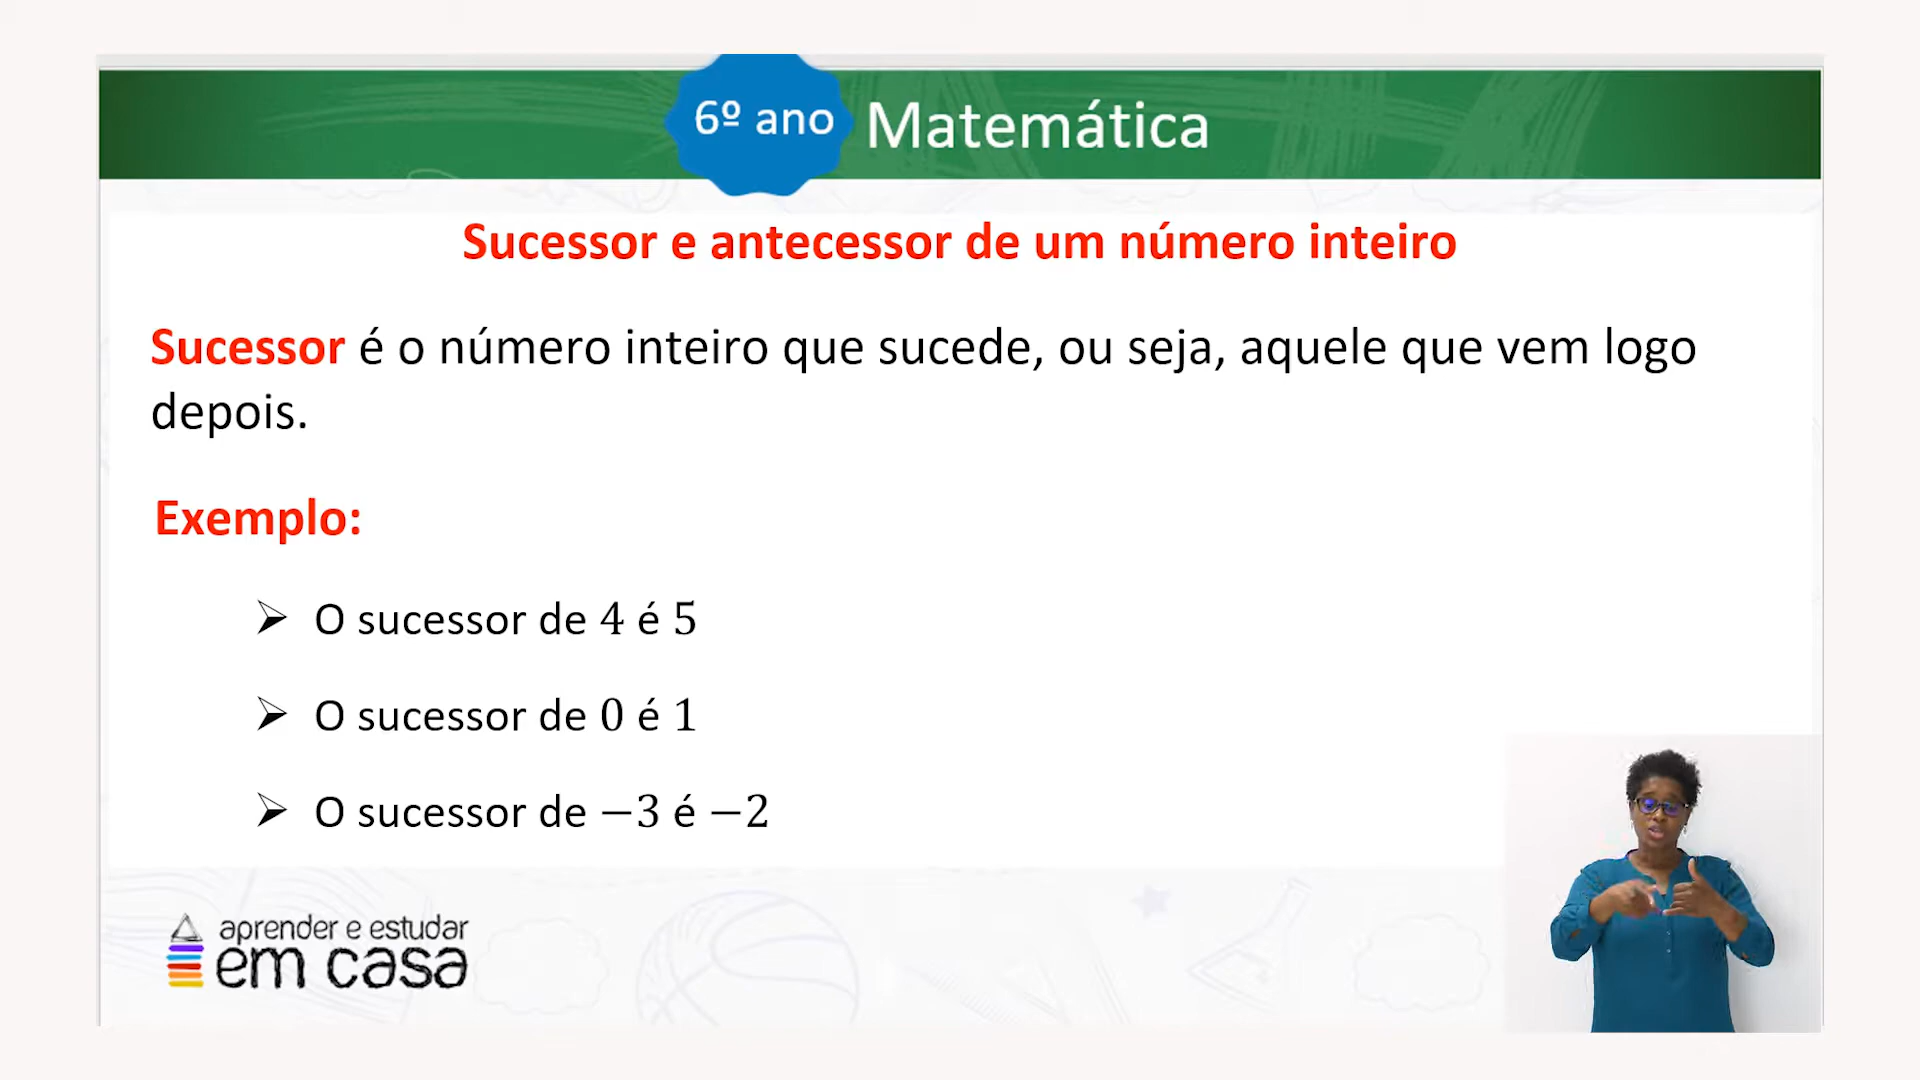 6º ano Matemática
Sucessor e antecessor de um número inteiro
Sucessor é o número inteiro que sucede, ou seja, aquele que vem logo
depois.
Exemplo:
➢ O sucessor de 4 é 5
➢ O sucessor de 0 é 1
➢ O sucessor de −3 é −2
aprender e estudar
em casa